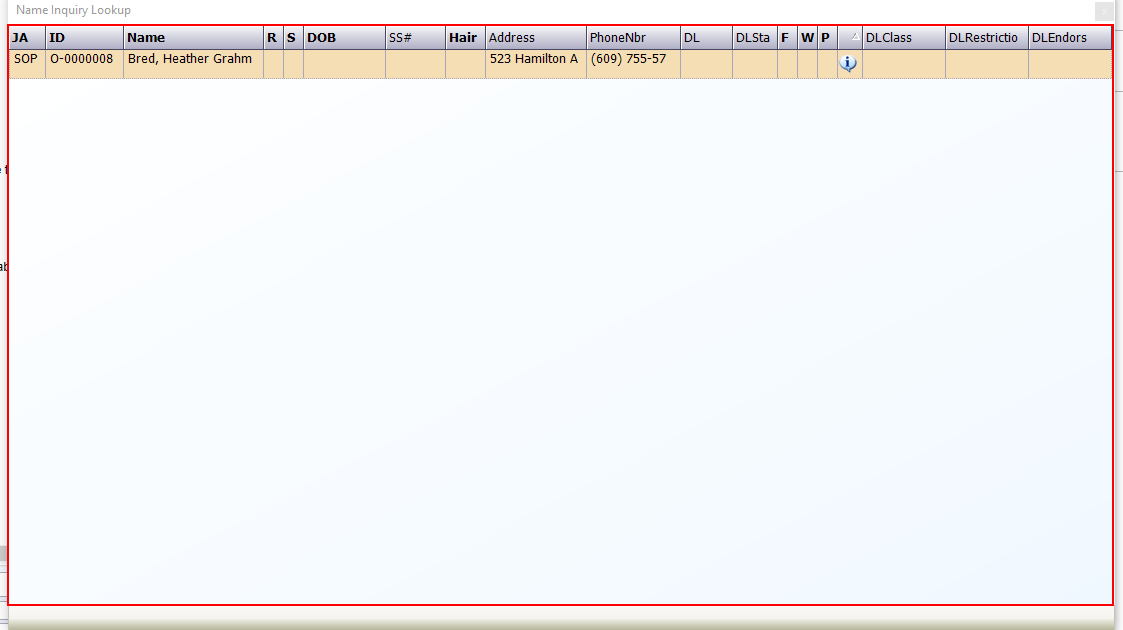 Name Inquiry Lookup
JA ID Name R S DOB SS# Hair Address PhoneNbr DL DLSta F W P DLClass DLRestrictio DLEndors
SOP O-0000008 Bred, Heather Grahm 523 Hamilton A (609) 755-57